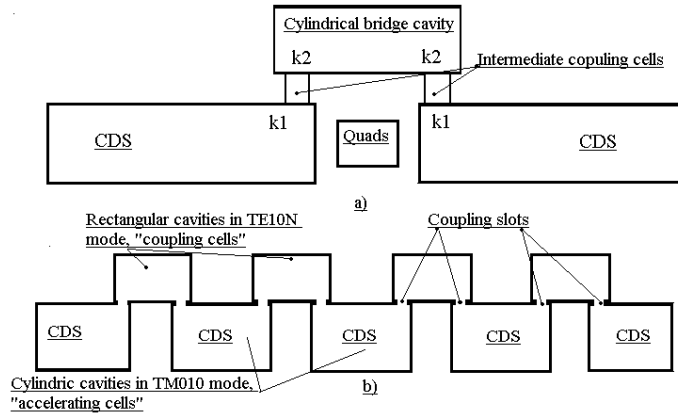 Cylindrical bridge cavity
k2 k2
Intermediate copuling cells
k1 k1
CDS Quads CDS
a)
Rectangular cavities in TE10N
mode, "coupling cells"
Coupling slots
CDS CDS CDS CDS CDS
Cylindric cavities in TM010 mode,
"accelerating cells"
b)